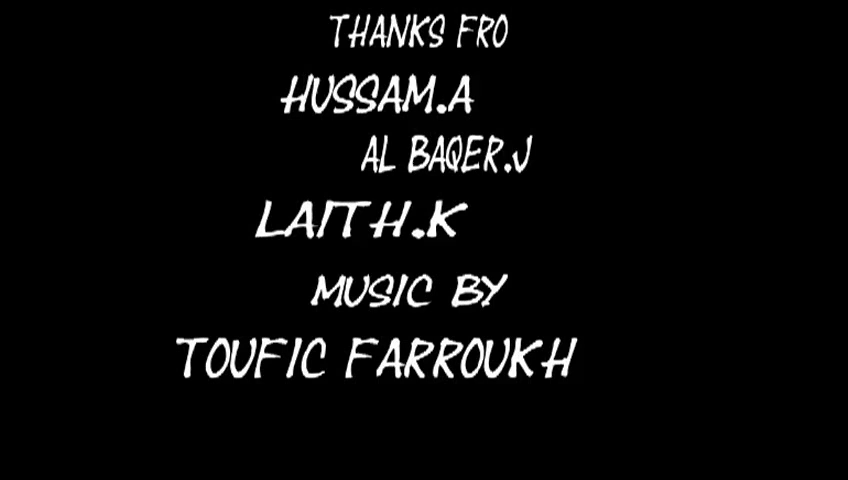 THANKS FRO
HUSSAM.A
AL BAQER.J
LAITH.K
MUSIC BY
TOUFIC FARROUKH